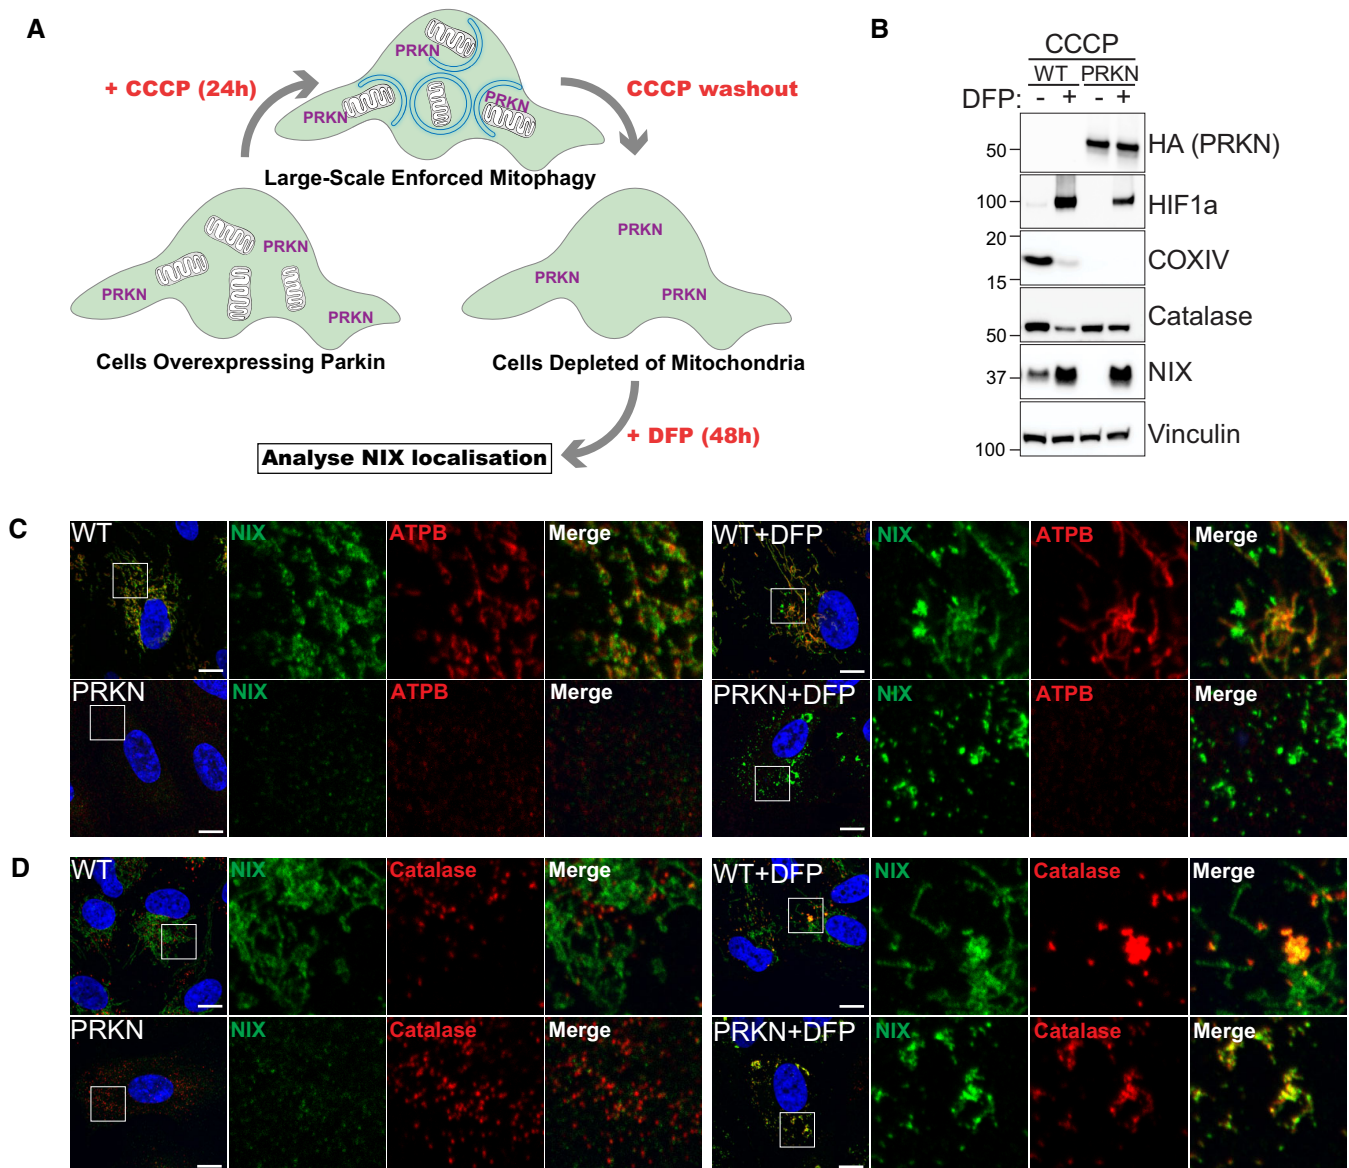 A
PRKN
PRKN
PRKN
+ CCCP (24h)
CCCP washout
Large-Scale Enforced Mitophagy
PRKN
PRKN
PRKN
Cells Overexpressing Parkin
PRKN
PRKN
PRKN
Cells Depleted of Mitochondria
+ DFP (48h)
Analyse NIX localisation
B
CCCP
WT PRKN
DFP: - + - +
50 HA (PRKN)
100 HIF1a
20
15 COXIV
50 Catalase
37 NIX
100 Vinculin
C
WT NIX ATPB Merge WT+DFP NIX ATPB Merge
PRKN NIX ATPB Merge PRKN+DFP NIX ATPB Merge
D
WT NIX Catalase Merge WT+DFP NIX Catalase Merge
PRKN NIX Catalase Merge PRKN+DFP NIX Catalase Merge